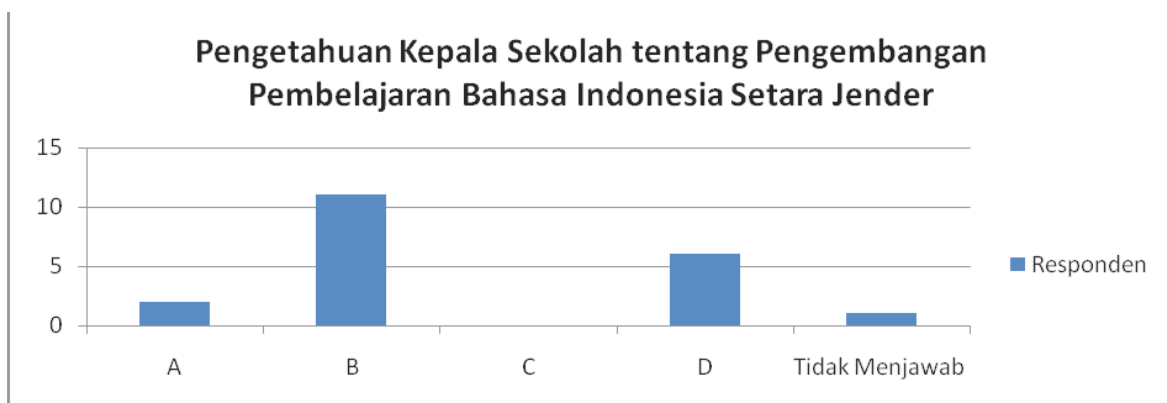 Pengetahuan Kepala Sekolah tentang Pengembangan
Pembelajaran Bahasa Indonesia Setara Jender
15
10
5
0
A B C D Tidak Menjawab
Responden